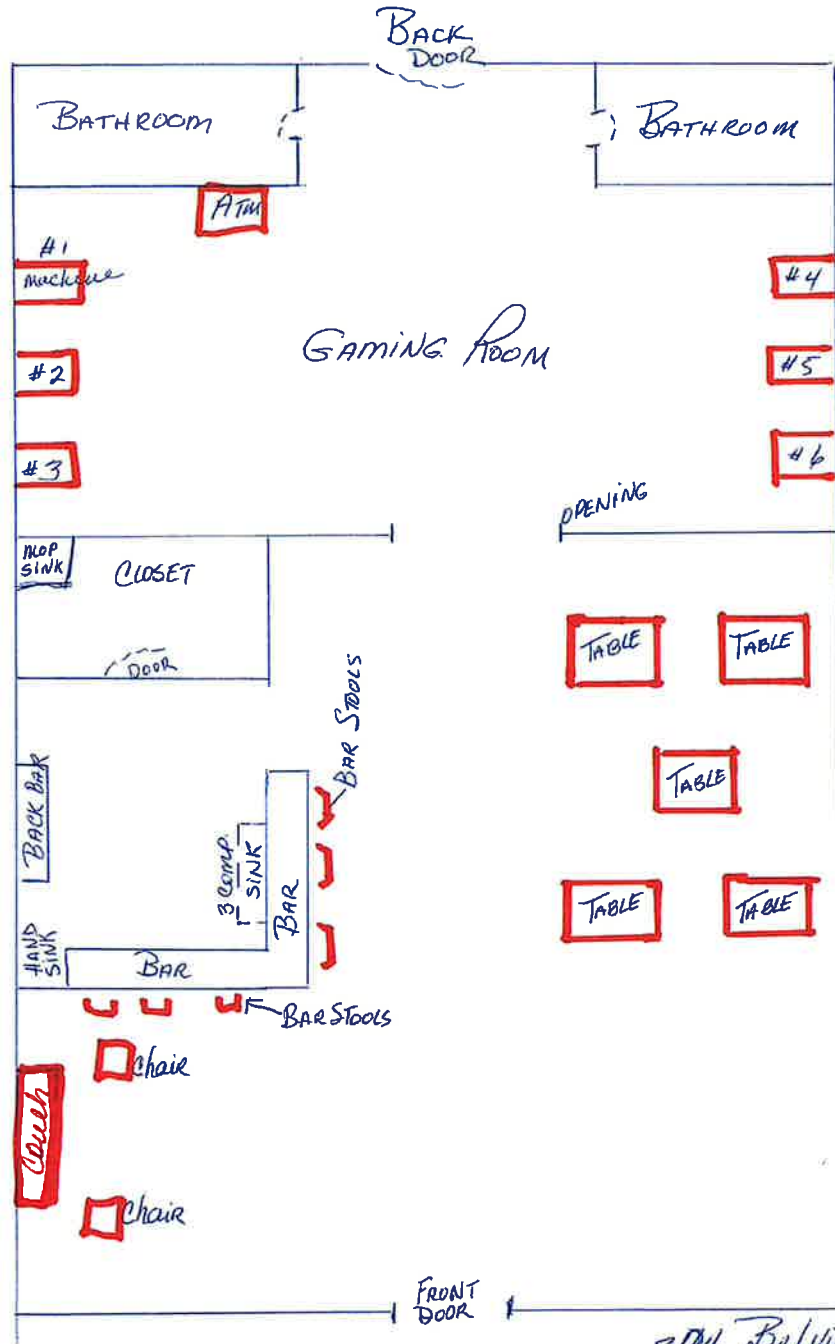 BACK
DOOR
BATHROOM
BATHROOM
ATM
#1
machine
#4
GAMING ROOM
#2
#5
#3
#6
OPENING
MOP
SINK
CLOSET
DOOR
TABLE
TABLE
BAR STOOLS
BACK BAR
TABLE
3 COMP.
SINK
BAR
TABLE
TABLE
HAND
SINK
BAR
BAR STOOLS
Chair
Couch
Chair
FRONT
DOOR